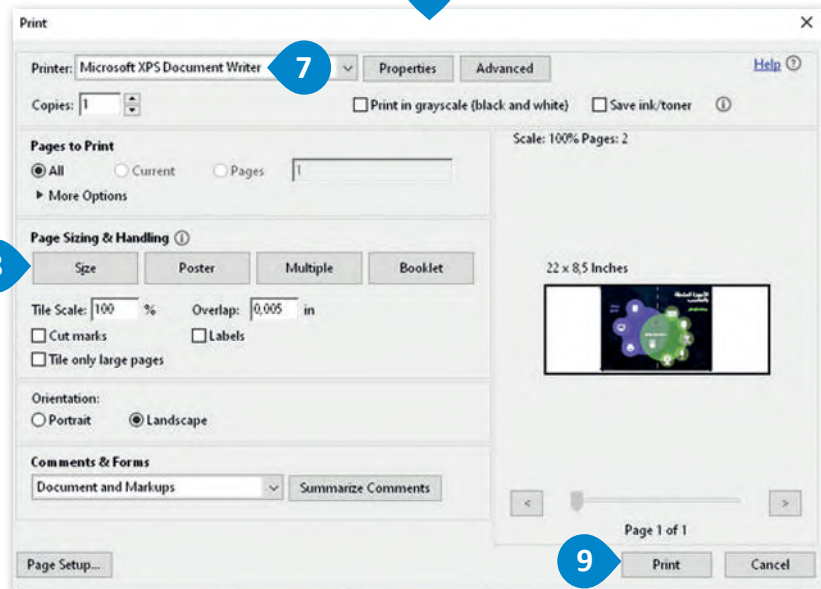 Print
Printer: Microsoft XPS Document Writer 7 Properties Advanced Help
Copies: 1 Print in grayscale (black and white) Save ink/toner
Pages to Print
All Current Pages 1
More Options
Scale: 100% Pages: 2
Page Sizing & Handling
8 Size Poster Multiple Booklet
Tile Scale: 100 % Overlap: 0,005 in
Cut marks Labels
Tile only large pages
22 x 8,5 Inches
Orientation:
Portrait Landscape
Comments & Forms
Document and Markups Summarize Comments
< >
Page 1 of 1
Page Setup... 9 Print Cancel